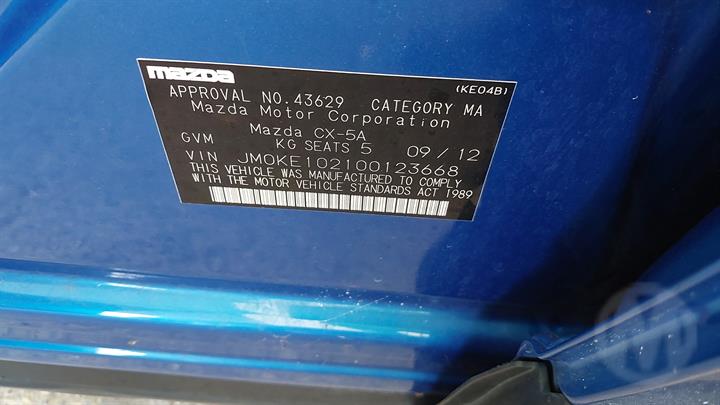 mazda
(KE04B)
APPROVAL NO.43629 CATEGORY MA
Mazda Motor Corporation
Mazda CX-5A
GVM KG SEATS 5 09/12
VIN JM0KE102100123668
THIS VEHICLE WAS MANUFACTURED TO COMPLY
WITH THE MOTOR VEHICLE STANDARDS ACT 1989